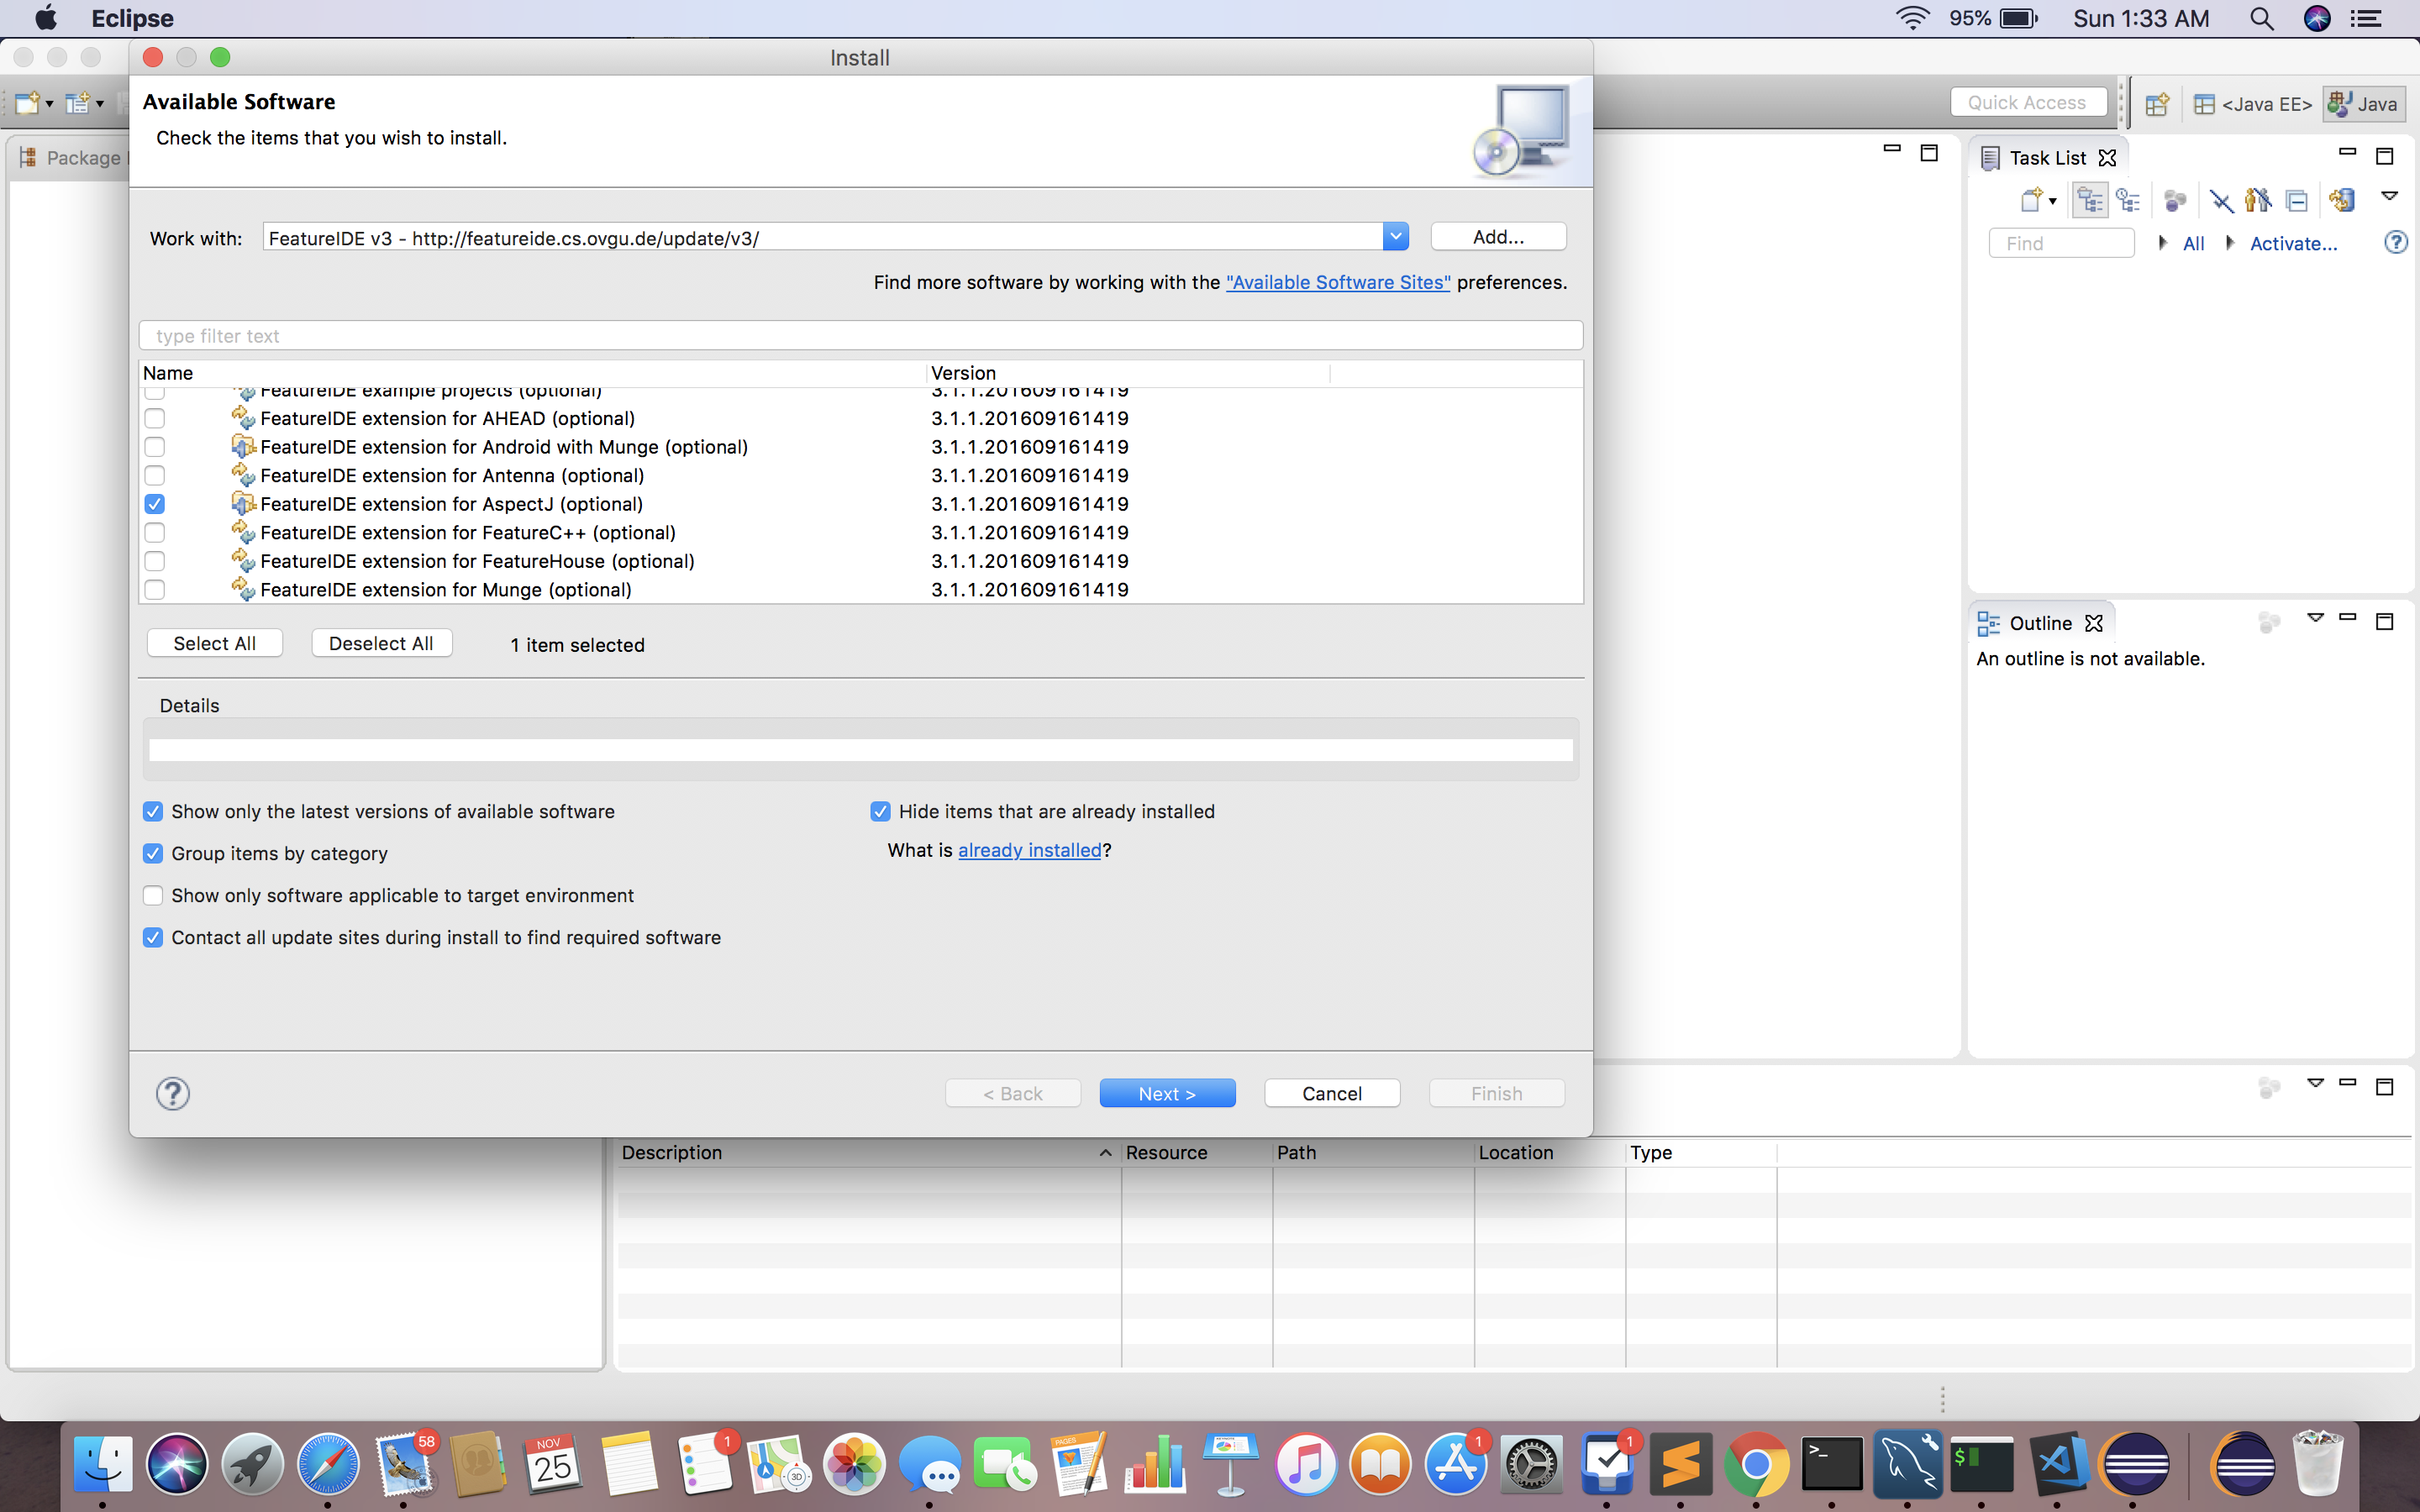 Eclipse
95%
Sun 1:33 AM
Install
Available Software
Check the items that you wish to install.
Quick Access
<Java EE>
Java
Package
Work with:
FeatureIDE v3 - http://featureide.cs.ovgu.de/update/v3/
Add...
Find more software by working with the "Available Software Sites" preferences.
type filter text
Name
Version
FeatureIDE example projects (optional)
3.1.1.201609161419
FeatureIDE extension for AHEAD (optional)
3.1.1.201609161419
FeatureIDE extension for Android with Munge (optional)
3.1.1.201609161419
FeatureIDE extension for Antenna (optional)
3.1.1.201609161419
FeatureIDE extension for AspectJ (optional)
3.1.1.201609161419
FeatureIDE extension for FeatureC++ (optional)
3.1.1.201609161419
FeatureIDE extension for FeatureHouse (optional)
3.1.1.201609161419
FeatureIDE extension for Munge (optional)
3.1.1.201609161419
Select All
Deselect All
1 item selected
Details
Show only the latest versions of available software
Hide items that are already installed
Group items by category
What is already installed?
Show only software applicable to target environment
Contact all update sites during install to find required software
?
< Back
Next >
Cancel
Finish
Task List
Find
All
Activate...
?
Outline
An outline is not available.
Description
Resource
Path
Location
Type
58
NOV
25
1
3D
PAGES
1
1
>_
$